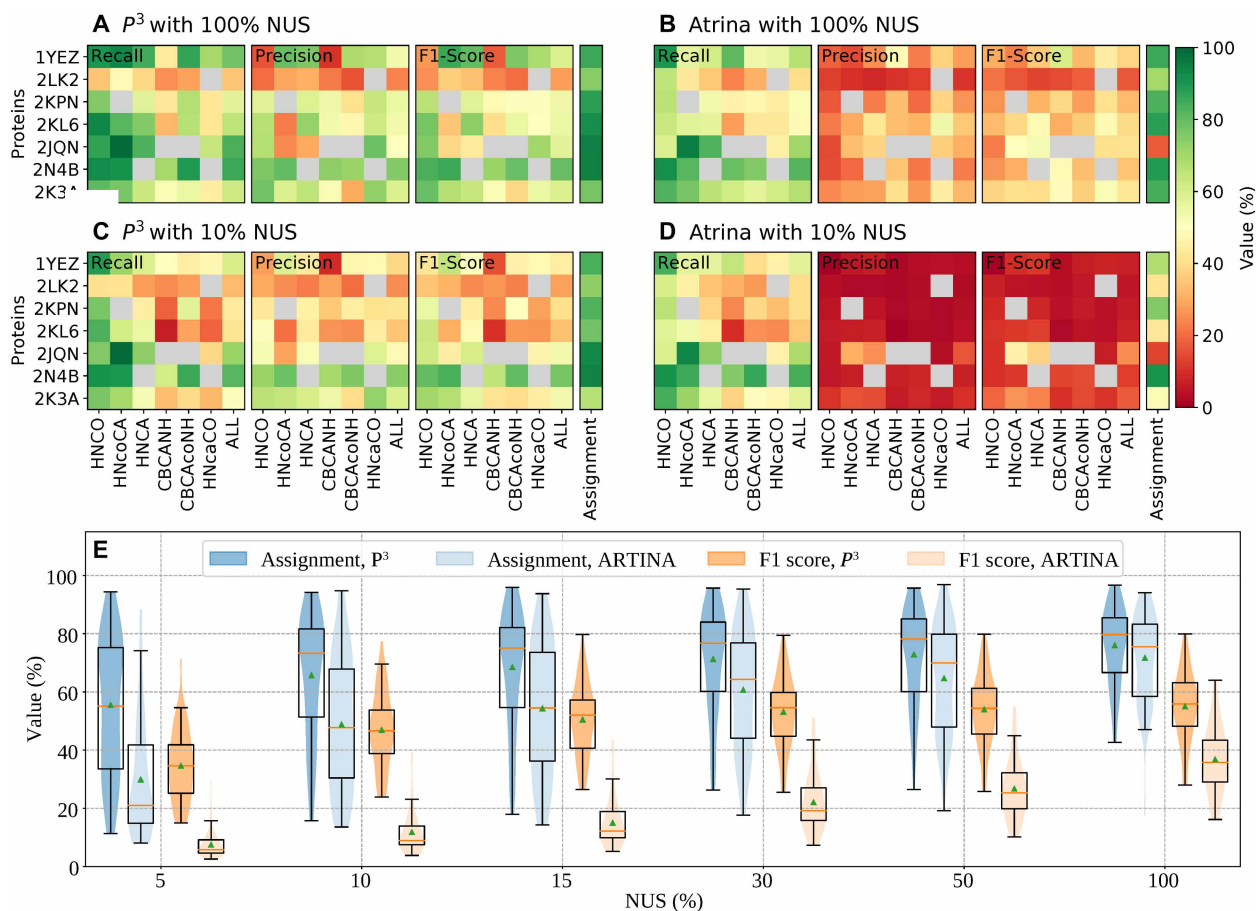 A P³ with 100% NUS
B Atrina with 100% NUS
Recall Precision F1-Score
Recall Precision F1-Score
Proteins
1YEZ
2LK2
2KPN
2KL6
2JQN
2N4B
C P³ with 10% NUS
D Atrina with 10% NUS
Recall Precision F1-Score
Recall Precision F1-Score
Proteins
1YEZ
2LK2
2KPN
2KL6
2JQN
2N4B
2K3A
HNCO HNcoCA HNCA CBCANH CBCAcoNH HNcaCO ALL
HNCO HNcoCA HNCA CBCANH CBCAcoNH HNcaCO ALL
HNCO HNcoCA HNCA CBCANH CBCAcoNH HNcaCO ALL
Assignment
HNCO HNcoCA HNCA CBCANH CBCAcoNH HNcaCO ALL
HNCO HNcoCA HNCA CBCANH CBCAcoNH HNcaCO ALL
HNCO HNcoCA HNCA CBCANH CBCAcoNH HNcaCO ALL
Assignment
100
80
60
40
20
0
Value (%)
E
Assignment, P³ Assignment, ARTINA F1 score, P³ F1 score, ARTINA
Value (%)
100
80
60
40
20
0
5 10 15 30 50 100
NUS (%)